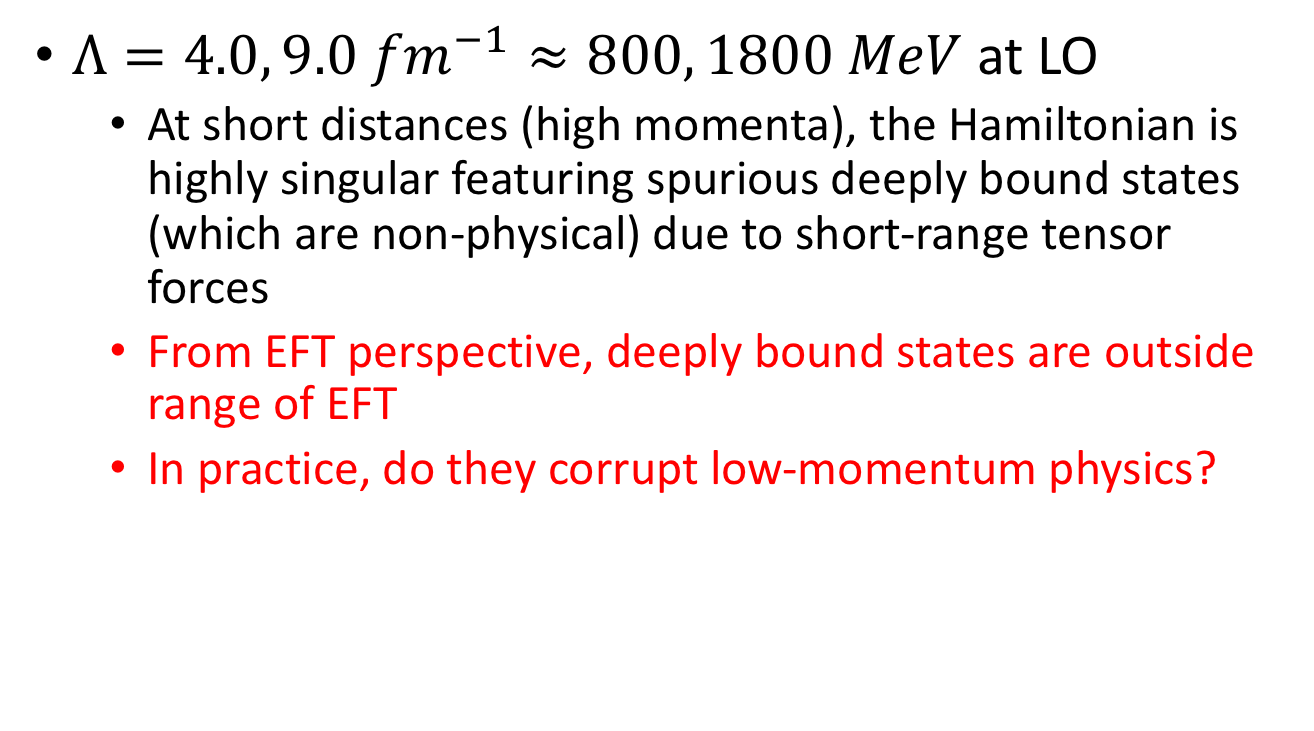 • Λ = 4.0, 9.0 fm⁻¹ ≈ 800, 1800 MeV at LO
• At short distances (high momenta), the Hamiltonian is
highly singular featuring spurious deeply bound states
(which are non-physical) due to short-range tensor
forces
• From EFT perspective, deeply bound states are outside
range of EFT
• In practice, do they corrupt low-momentum physics?